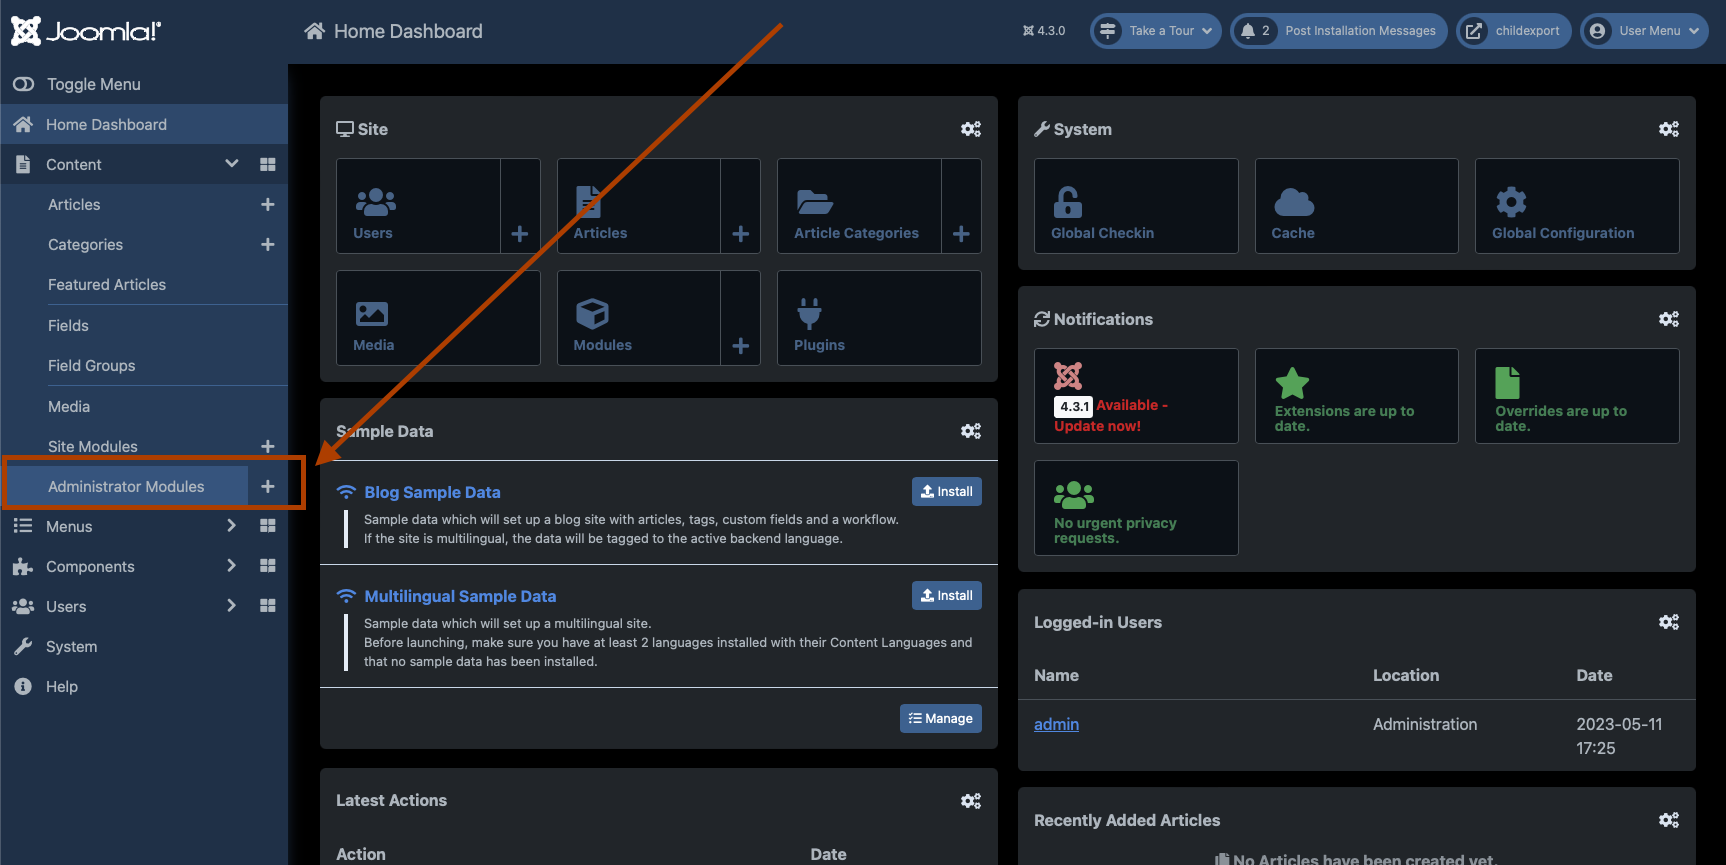 Joomla!
Home Dashboard
4.3.0
Take a Tour
2
Post Installation Messages
childexport
User Menu
Toggle Menu
Home Dashboard
Content
Articles
Categories
Featured Articles
Fields
Field Groups
Media
Site Modules
Administrator Modules
Menus
Components
Users
System
Help
Site
Users
Articles
Article Categories
Media
Modules
Plugins
Sample Data
Blog Sample Data
Install
Sample data which will set up a blog site with articles, tags, custom fields and a workflow.
If the site is multilingual, the data will be tagged to the active backend language.
Multilingual Sample Data
Install
Sample data which will set up a multilingual site.
Before launching, make sure you have at least 2 languages installed with their Content Languages and
that no sample data has been installed.
Manage
Latest Actions
Action
Date
System
Global Checkin
Cache
Global Configuration
Notifications
4.3.1 Available -
Update now!
Extensions are up to
date.
Overrides are up to
date.
No urgent privacy
requests.
Logged-in Users
Name
Location
Date
admin
Administration
2023-05-11
17:25
Recently Added Articles
No Articles have been created yet.